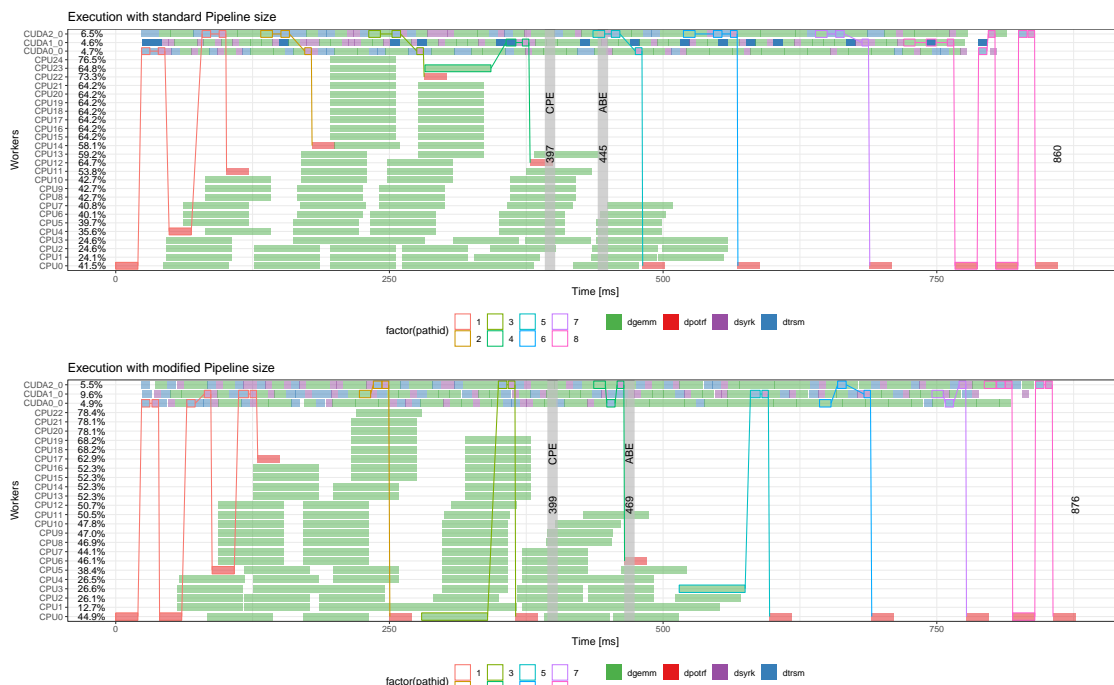 Execution with standard Pipeline size
CUDA2_0 6.5%
CUDA1_0 4.6%
CUDA0_0 4.7%
CPU24 76.5%
CPU23 64.8%
CPU22 73.3%
CPU21 64.2%
CPU20 64.2%
CPU19 64.2%
CPU18 64.2%
CPU17 64.2%
CPU16 64.2%
CPU15 64.2%
CPU14 58.1%
CPU13 59.2%
CPU12 64.7%
CPU11 53.8%
CPU10 42.7%
CPU9 42.7%
CPU8 42.7%
CPU7 40.8%
CPU6 40.1%
CPU5 39.7%
CPU4 35.6%
CPU3 24.6%
CPU2 24.6%
CPU1 24.1%
CPU0 41.5%
Workers
CPE
397
ABE
445
860
0 250 500 750
Time [ms]
factor(pathid)
1 3 5 7
2 4 6 8
dgemm dpotrf dsyrk dtrsm
Execution with modified Pipeline size
CUDA2_0 5.5%
CUDA1_0 9.6%
CUDA0_0 4.9%
CPU22 78.4%
CPU21 78.1%
CPU20 78.1%
CPU19 68.2%
CPU18 68.2%
CPU17 62.9%
CPU16 52.3%
CPU15 52.3%
CPU14 52.3%
CPU13 52.3%
CPU12 50.7%
CPU11 50.5%
CPU10 47.8%
CPU9 47.0%
CPU8 46.9%
CPU7 44.1%
CPU6 46.1%
CPU5 38.4%
CPU4 26.5%
CPU3 26.6%
CPU2 26.1%
CPU1 12.7%
CPU0 44.9%
Workers
CPE
399
ABE
469
876
0 250 500 750
Time [ms]
factor(pathid)
1 3 5 7
dgemm dpotrf dsyrk dtrsm